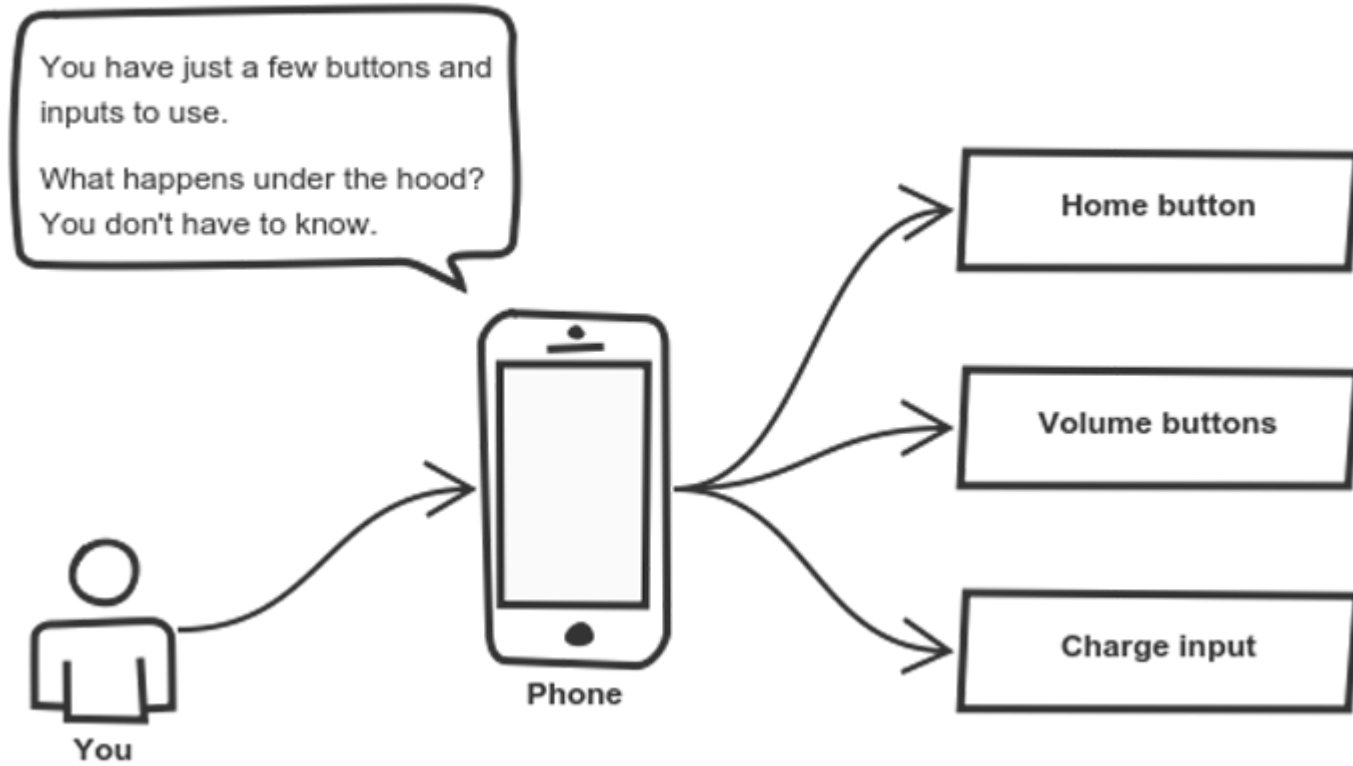 You have just a few buttons and
inputs to use.
What happens under the hood?
You don't have to know.
Home button
Volume buttons
Charge input
Phone
You